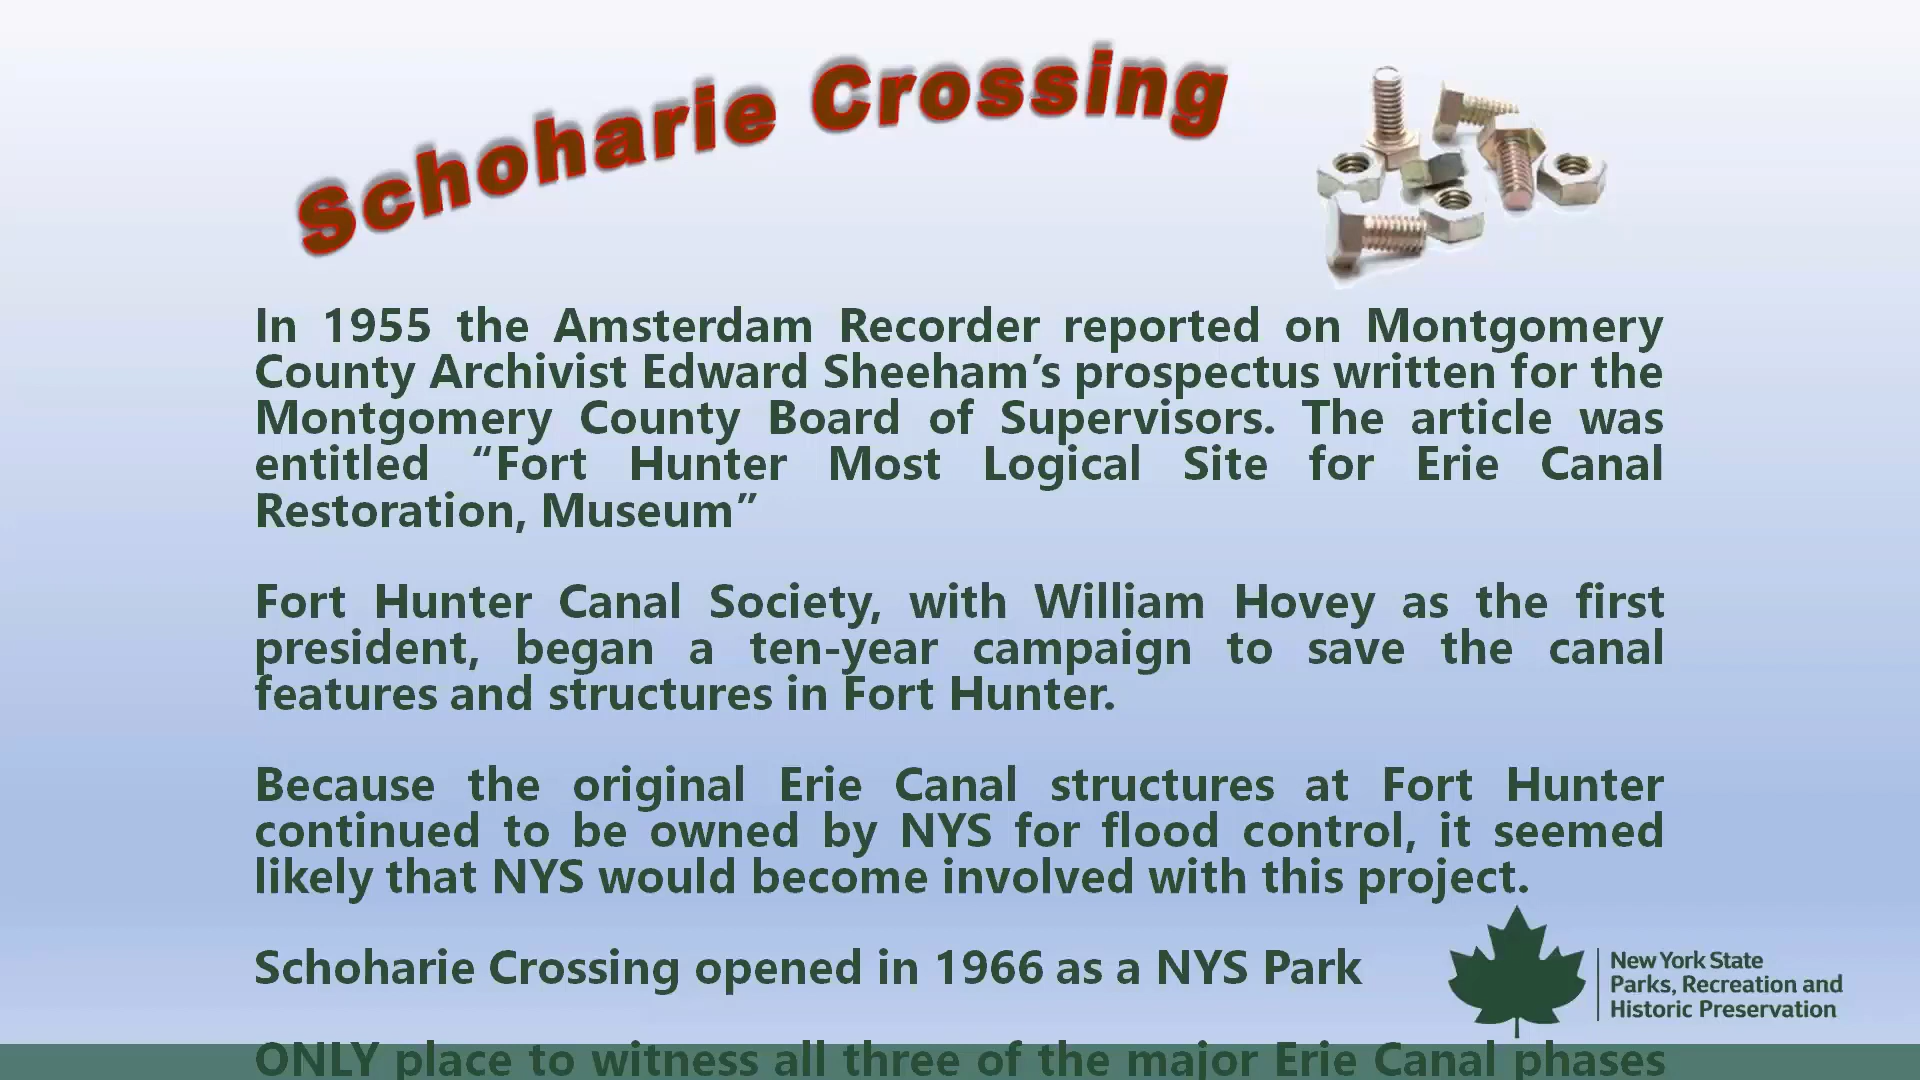 Schoharie Crossing
In 1955 the Amsterdam Recorder reported on Montgomery
County Archivist Edward Sheeham’s prospectus written for the
Montgomery County Board of Supervisors. The article was
entitled “Fort Hunter Most Logical Site for Erie Canal
Restoration, Museum”
Fort Hunter Canal Society, with William Hovey as the first
president, began a ten-year campaign to save the canal
features and structures in Fort Hunter.
Because the original Erie Canal structures at Fort Hunter
continued to be owned by NYS for flood control, it seemed
likely that NYS would become involved with this project.
Schoharie Crossing opened in 1966 as a NYS Park
New York State
Parks, Recreation and
Historic Preservation
ONLY place to witness all three of the major Erie Canal phases